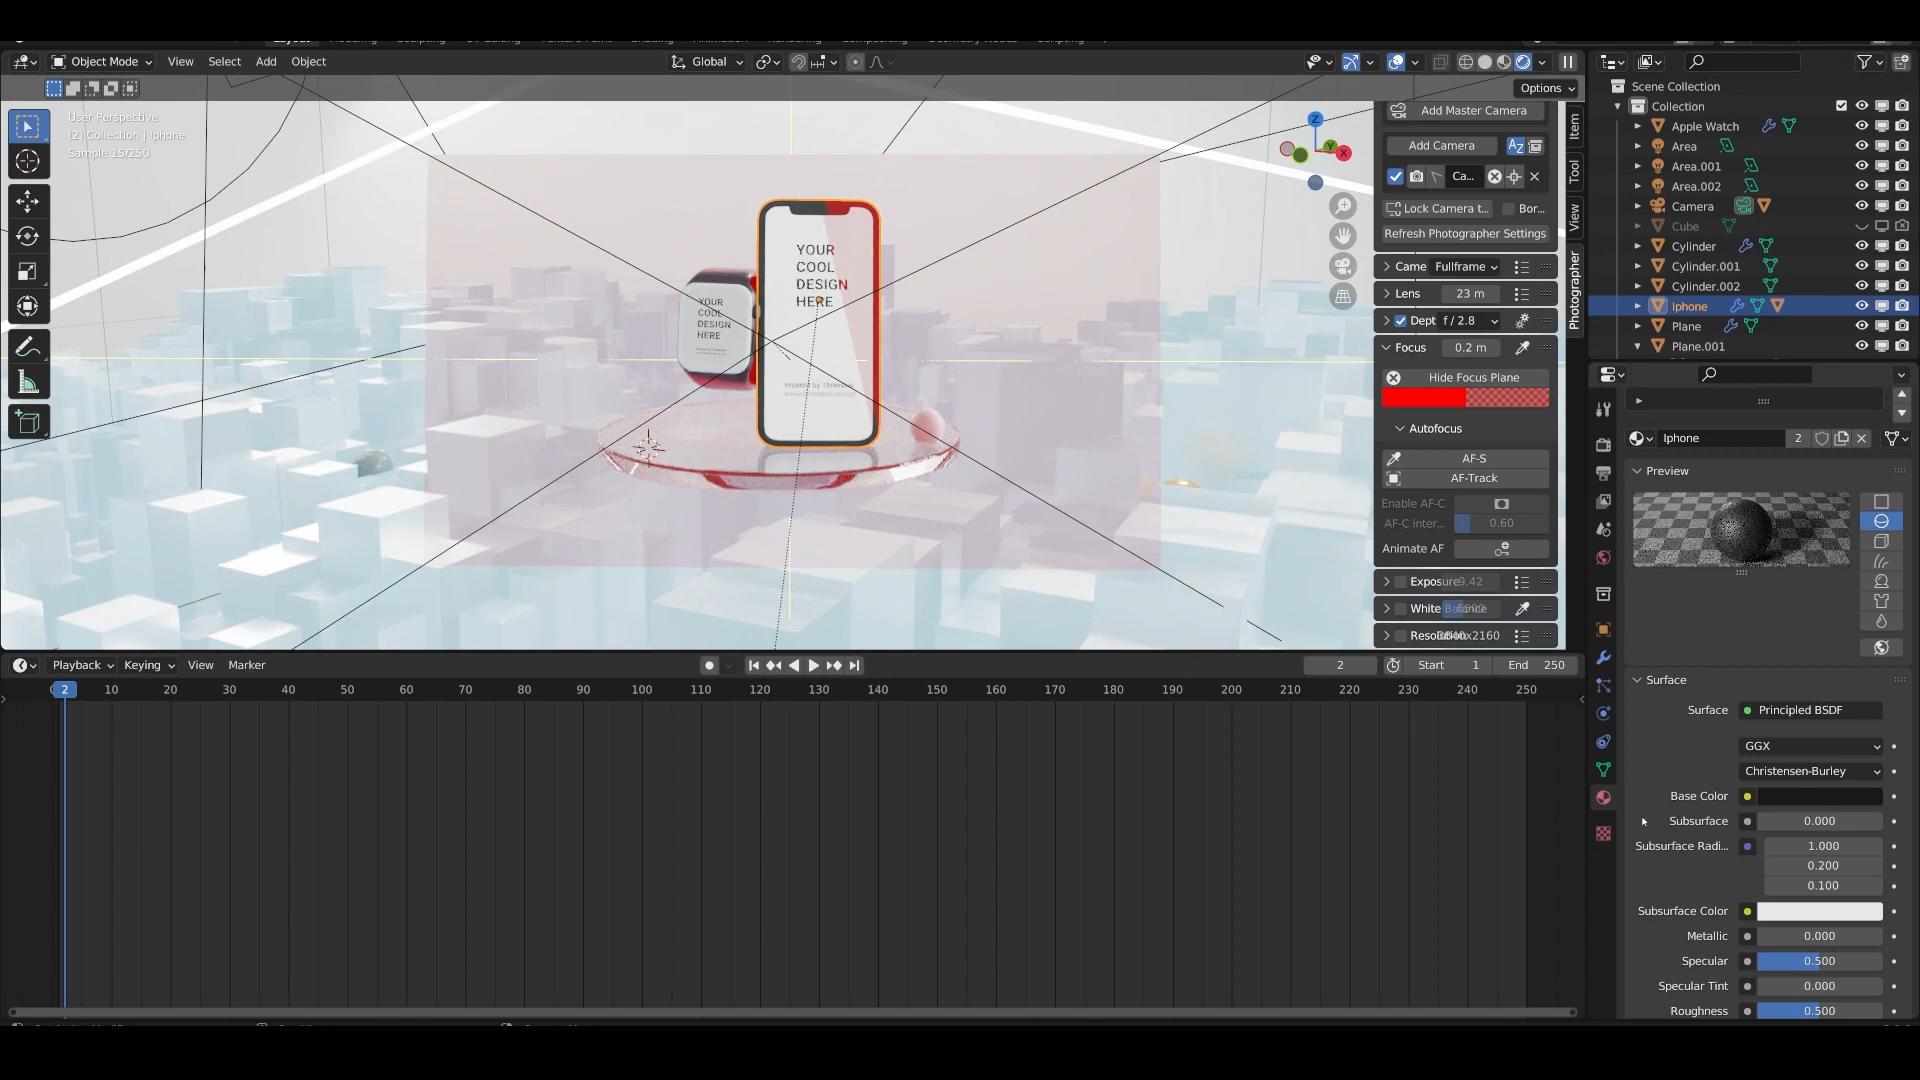 Object Mode View Select Add Object Global
Options
User Perspective
(2) Collection | Iphone
Sample 15/250
Z
Y
X
YOUR
COOL
DESIGN
HERE
YOUR
COOL
DESIGN
HERE
Add Master Camera
Add Camera
Ca...
Lock Camera t... Bor...
Refresh Photographer Settings
Came Fullframe
Lens 23 m
Dept f / 2.8
Focus 0.2 m
Hide Focus Plane
Autofocus
AF-S
AF-Track
Enable AF-C
AF-C Inter... 0.60
Animate AF
Exposure 9.42
White Balance
Resolution x2160
Item
Tool
View
Photographer
Scene Collection
Collection
Apple Watch
Area
Area.001
Area.002
Camera
Cube
Cylinder
Cylinder.001
Cylinder.002
Iphone
Plane
Plane.001
Iphone 2
Preview
Surface
Surface Principled BSDF
GGX
Christensen-Burley
Base Color
Subsurface 0.000
Subsurface Radi... 1.000
0.200
0.100
Subsurface Color
Metallic 0.000
Specular 0.500
Specular Tint 0.000
Roughness 0.500
Playback Keying View Marker 2 Start 1 End 250
2 10 20 30 40 50 60 70 80 90 100 110 120 130 140 150 160 170 180 190 200 210 220 230 240 250